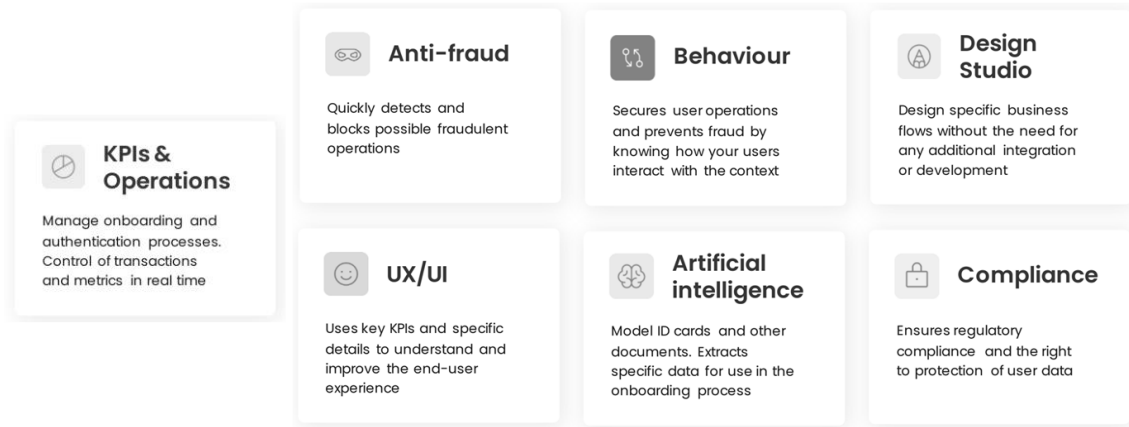 KPIs &
Operations
Manage onboarding and
authentication processes.
Control of transactions
and metrics in real time
Anti-fraud
Quickly detects and
blocks possible fraudulent
operations
Behaviour
Secures user operations
and prevents fraud by
knowing how your users
interact with the context
Design
Studio
Design specific business
flows without the need for
any additional integration
or development
UX/UI
Uses key KPIs and specific
details to understand and
improve the end-user
experience
Artificial
intelligence
Model ID cards and other
documents. Extracts
specific data for use in the
onboarding process
Compliance
Ensures regulatory
compliance and the right
to protection of user data